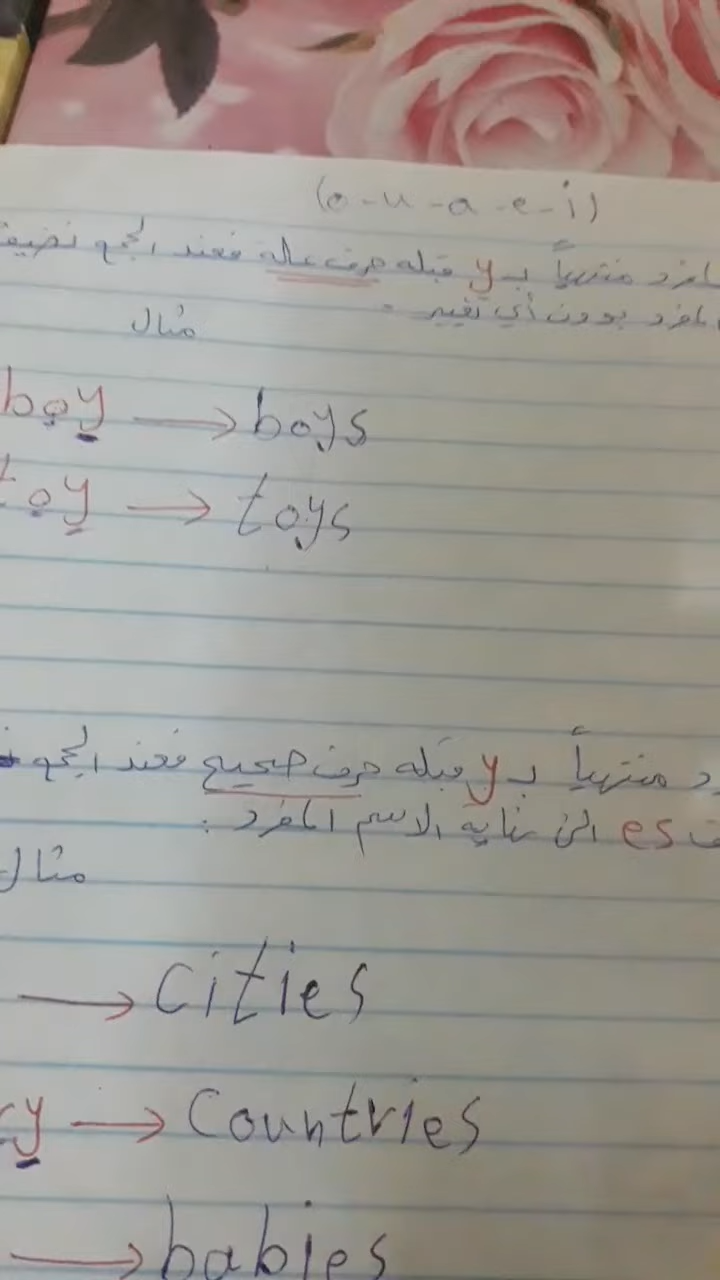 (o-u-a-e-i)
منتهياً بـ y قبله حرف علة فعند الجمع نضيف
بدون أي تغيير .
مثال
boy → boys
toy → toys
منتهياً بـ y قبله حرف صحيح فعند الجمع
es الى نهاية الاسم المفرد :
مثال
→ cities
y → Countries
→ babies